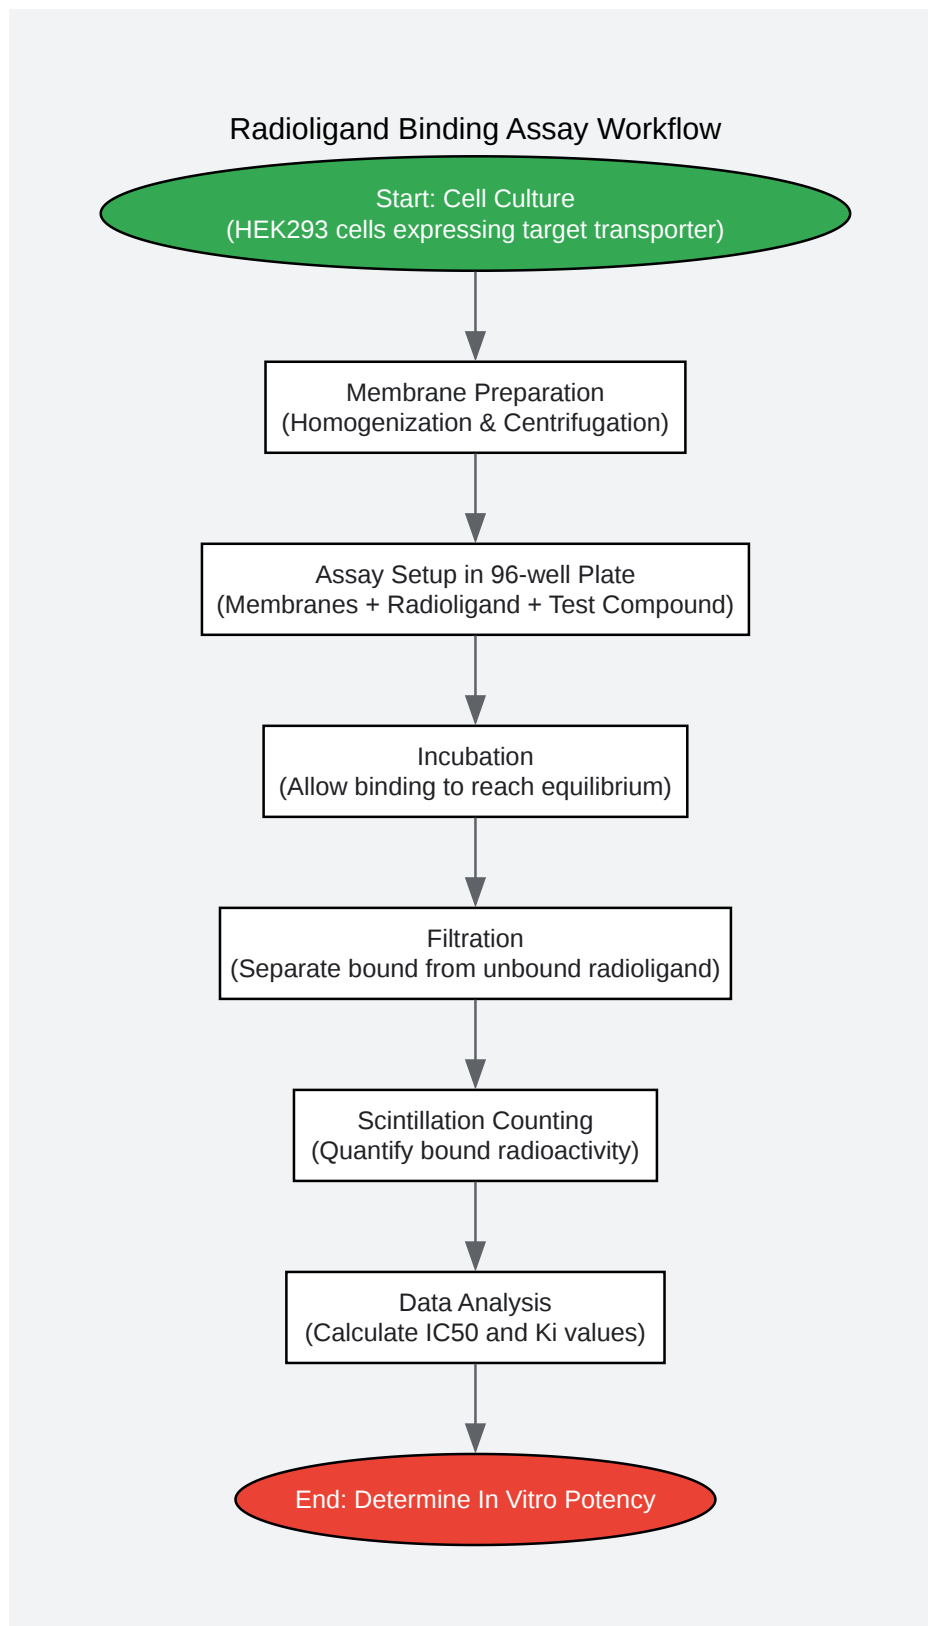 Radioligand Binding Assay Workflow
Start: Cell Culture
(HEK293 cells expressing target transporter)
Membrane Preparation
(Homogenization & Centrifugation)
Assay Setup in 96-well Plate
(Membranes + Radioligand + Test Compound)
Incubation
(Allow binding to reach equilibrium)
Filtration
(Separate bound from unbound radioligand)
Scintillation Counting
(Quantify bound radioactivity)
Data Analysis
(Calculate IC50 and Ki values)
End: Determine In Vitro Potency